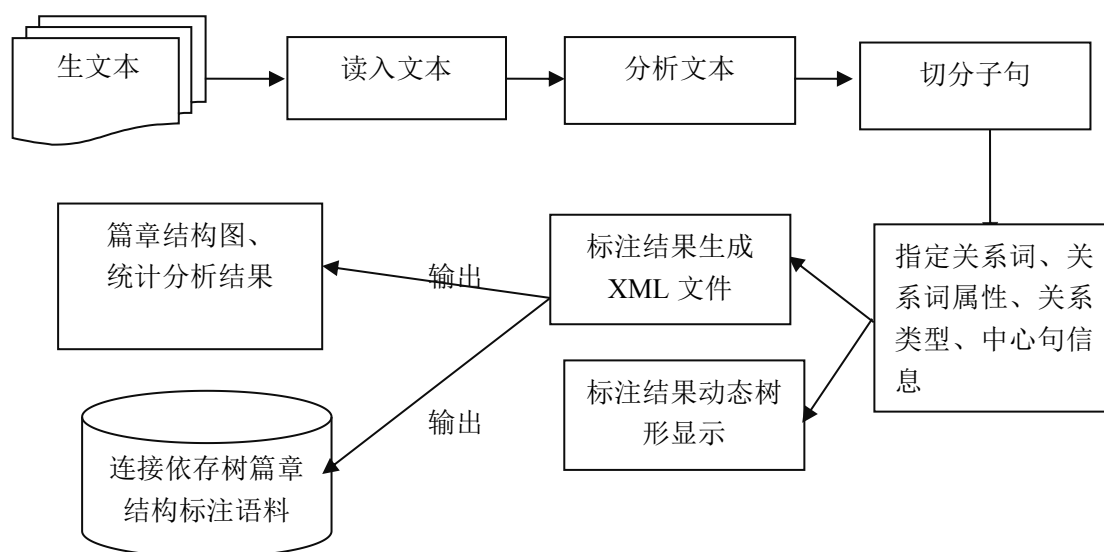 生文本
读入文本
分析文本
切分子句
篇章结构图、
统计分析结果
输出
标注结果生成
XML 文件
指定关系词、关
系词属性、关系
类型、中心句信
息
标注结果动态树
形显示
输出
连接依存树篇章
结构标注语料